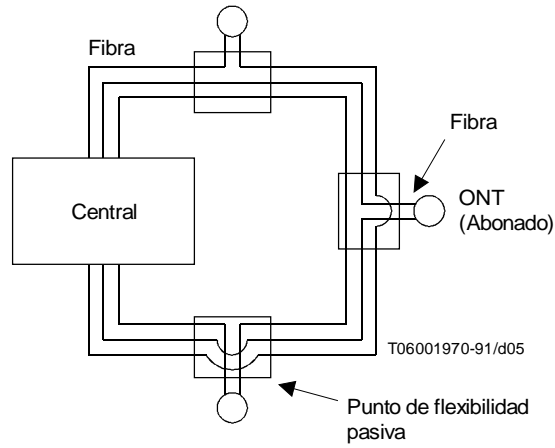 Fibra
Fibra
Central
ONT
(Abonado)
T06001970-91/d05
Punto de flexibilidad
pasiva